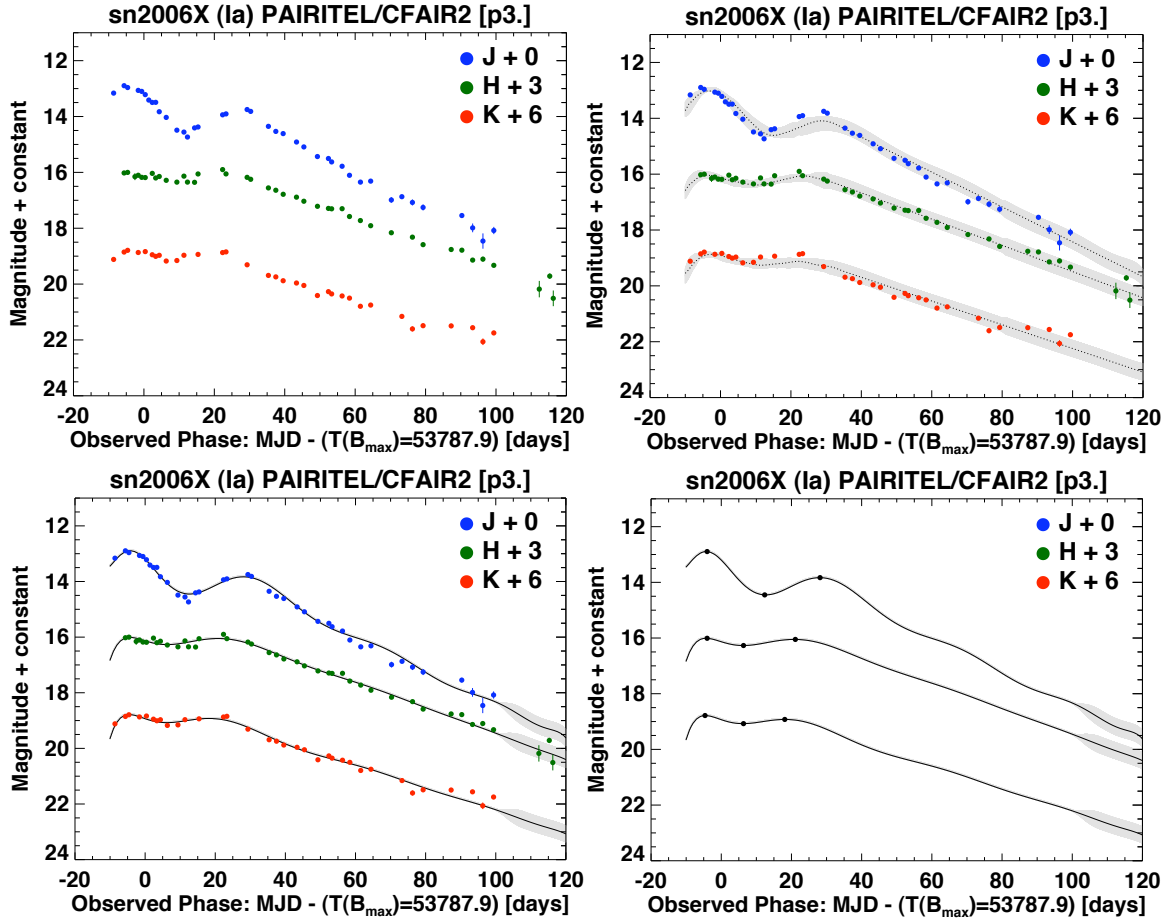 sn2006X (Ia) PAIRITEL/CFAIR2 [p3.]
J + 0
H + 3
K + 6
12
14
16
18
20
22
24
Magnitude + constant
-20 0 20 40 60 80 100 120
Observed Phase: MJD - (T(Bmax)=53787.9) [days]
sn2006X (Ia) PAIRITEL/CFAIR2 [p3.]
J + 0
H + 3
K + 6
12
14
16
18
20
22
24
Magnitude + constant
-20 0 20 40 60 80 100 120
Observed Phase: MJD - (T(Bmax)=53787.9) [days]
sn2006X (Ia) PAIRITEL/CFAIR2 [p3.]
J + 0
H + 3
K + 6
12
14
16
18
20
22
24
Magnitude + constant
-20 0 20 40 60 80 100 120
Observed Phase: MJD - (T(Bmax)=53787.9) [days]
sn2006X (Ia) PAIRITEL/CFAIR2 [p3.]
J + 0
H + 3
K + 6
12
14
16
18
20
22
24
Magnitude + constant
-20 0 20 40 60 80 100 120
Observed Phase: MJD - (T(Bmax)=53787.9) [days]